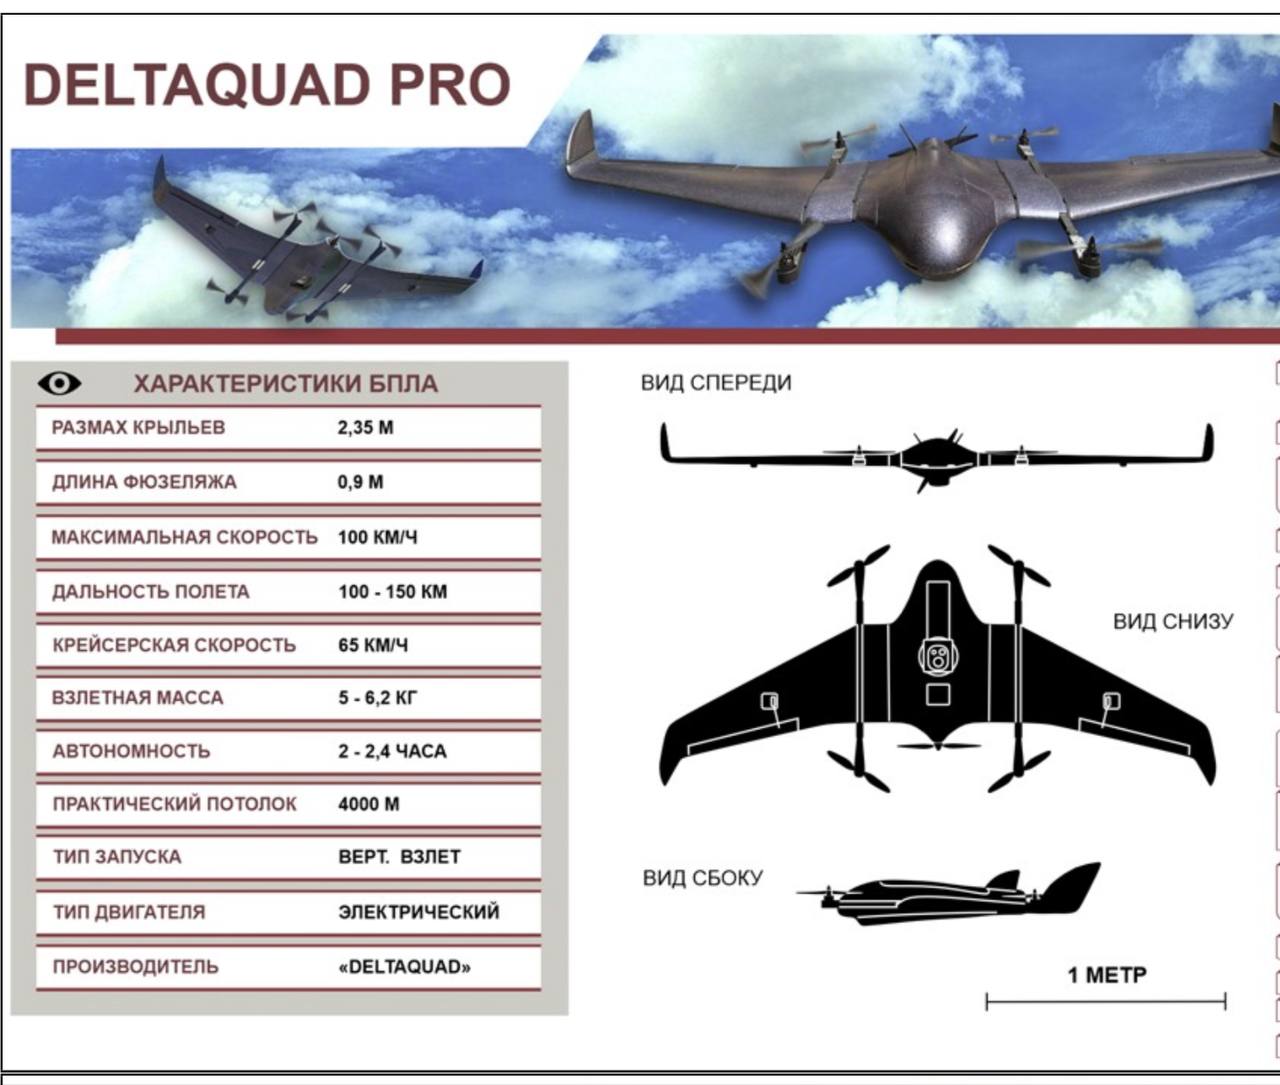 DELTAQUAD PRO
ХАРАКТЕРИСТИКИ БПЛА
РАЗМАХ КРЫЛЬЕВ 2,35 М
ДЛИНА ФЮЗЕЛЯЖА 0,9 М
МАКСИМАЛЬНАЯ СКОРОСТЬ 100 КМ/Ч
ДАЛЬНОСТЬ ПОЛЕТА 100 - 150 КМ
КРЕЙСЕРСКАЯ СКОРОСТЬ 65 КМ/Ч
ВЗЛЕТНАЯ МАССА 5 - 6,2 КГ
АВТОНОМНОСТЬ 2 - 2,4 ЧАСА
ПРАКТИЧЕСКИЙ ПОТОЛОК 4000 М
ТИП ЗАПУСКА ВЕРТ. ВЗЛЕТ
ТИП ДВИГАТЕЛЯ ЭЛЕКТРИЧЕСКИЙ
ПРОИЗВОДИТЕЛЬ «DELTAQUAD»
ВИД СПЕРЕДИ
ВИД СНИЗУ
ВИД СБОКУ
1 МЕТР